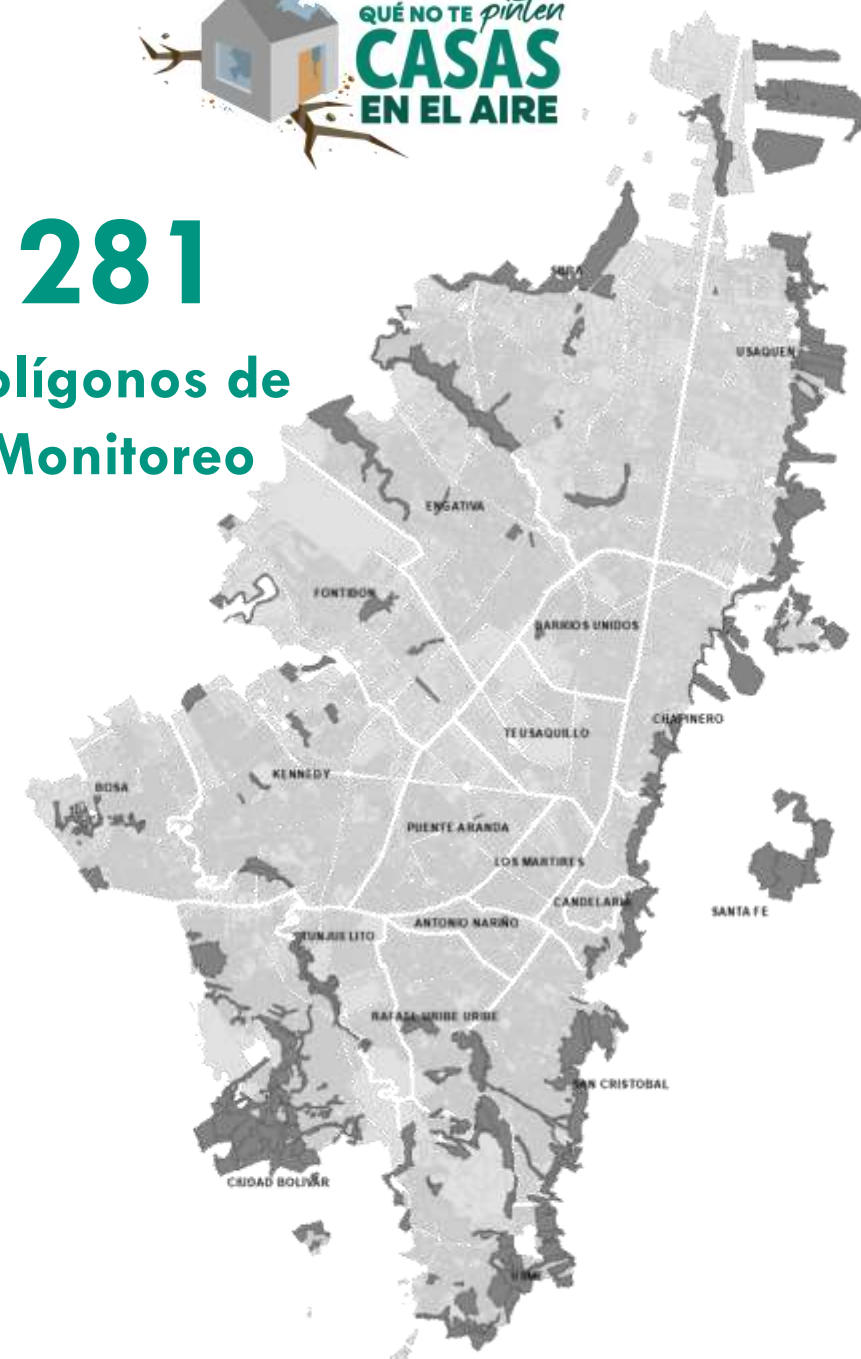 QUÉ NO TE pinten
CASAS
EN EL AIRE
281
olígonos de
Monitoreo
SUBA
USAQUEN
ENGATIVA
FONTIBON
BARRIOS UNIDOS
CHAPINERO
TEUSAQUILLO
KENNEDY
BOSA
PUENTE ARANDA
LOS MARTIRES
CANDELARIA
SANTA FE
ANTONIO NARIÑO
TUNJUELITO
RAFAEL URIBE URIBE
SAN CRISTOBAL
CIUDAD BOLIVAR
USME